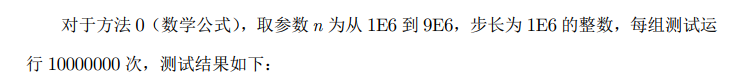 对于方法 0（数学公式），取参数 n 为从 1E6 到 9E6，步长为 1E6 的整数，每组测试运
行 10000000 次，测试结果如下：